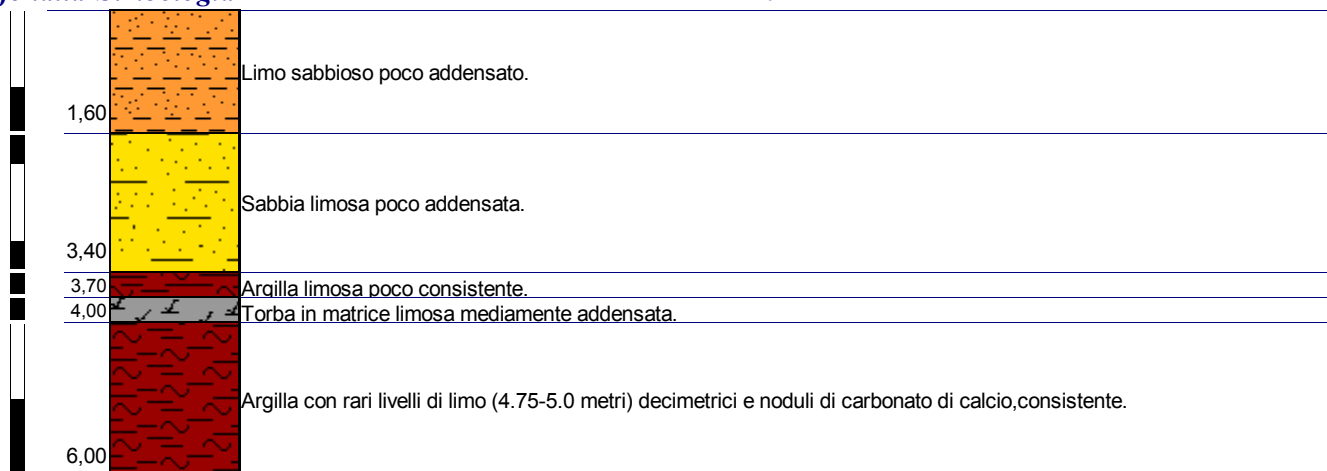 Limo sabbioso poco addensato.
1,60
Sabbia limosa poco addensata.
3,40
3,70 Argilla limosa poco consistente.
4,00 Torba in matrice limosa mediamente addensata.
Argilla con rari livelli di limo (4.75-5.0 metri) decimetrici e noduli di carbonato di calcio,consistente.
6,00